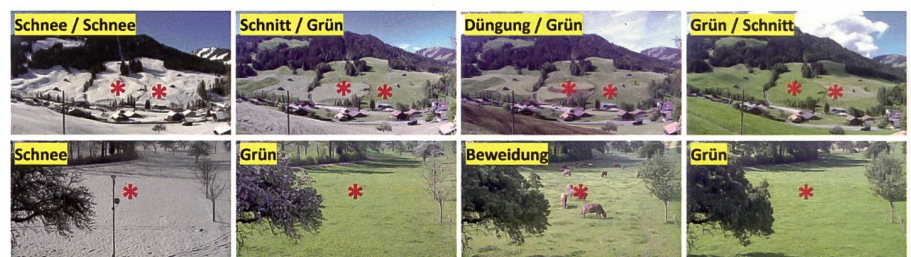 Schnee / Schnee
Schnitt / Grün
Düngung / Grün
Grün / Schnitt
Schnee
Grün
Beweidung
Grün